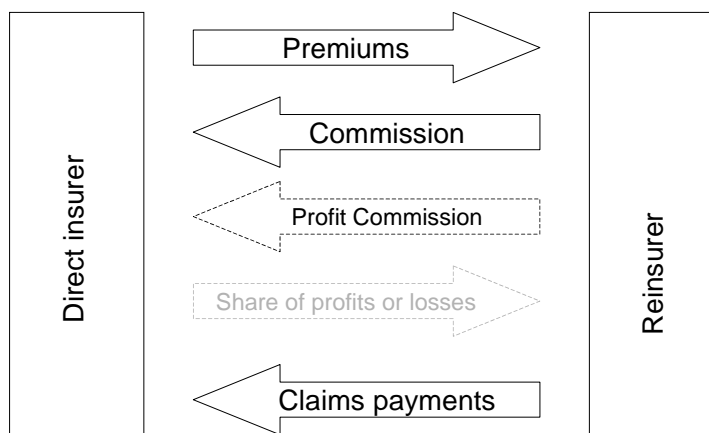 Direct insurer
Premiums
Commission
Profit Commission
Share of profits or losses
Claims payments
Reinsurer